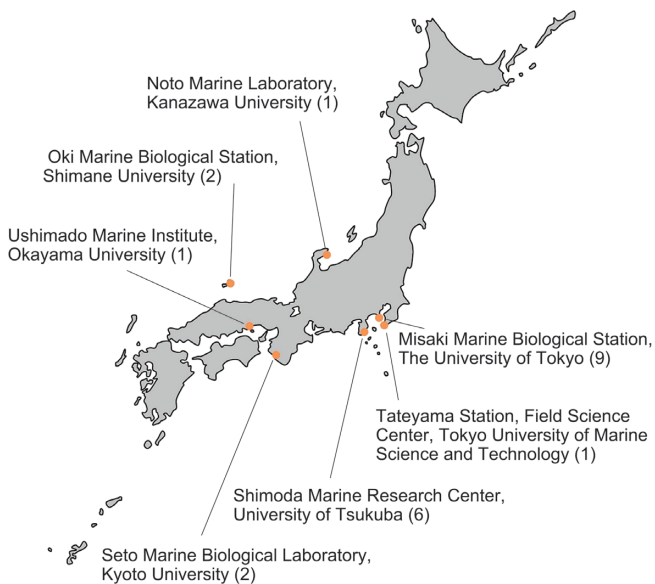 Noto Marine Laboratory,
Kanazawa University (1)
Oki Marine Biological Station,
Shimane University (2)
Ushimado Marine Institute,
Okayama University (1)
Misaki Marine Biological Station,
The University of Tokyo (9)
Tateyama Station, Field Science
Center, Tokyo University of Marine
Science and Technology (1)
Shimoda Marine Research Center,
University of Tsukuba (6)
Seto Marine Biological Laboratory,
Kyoto University (2)